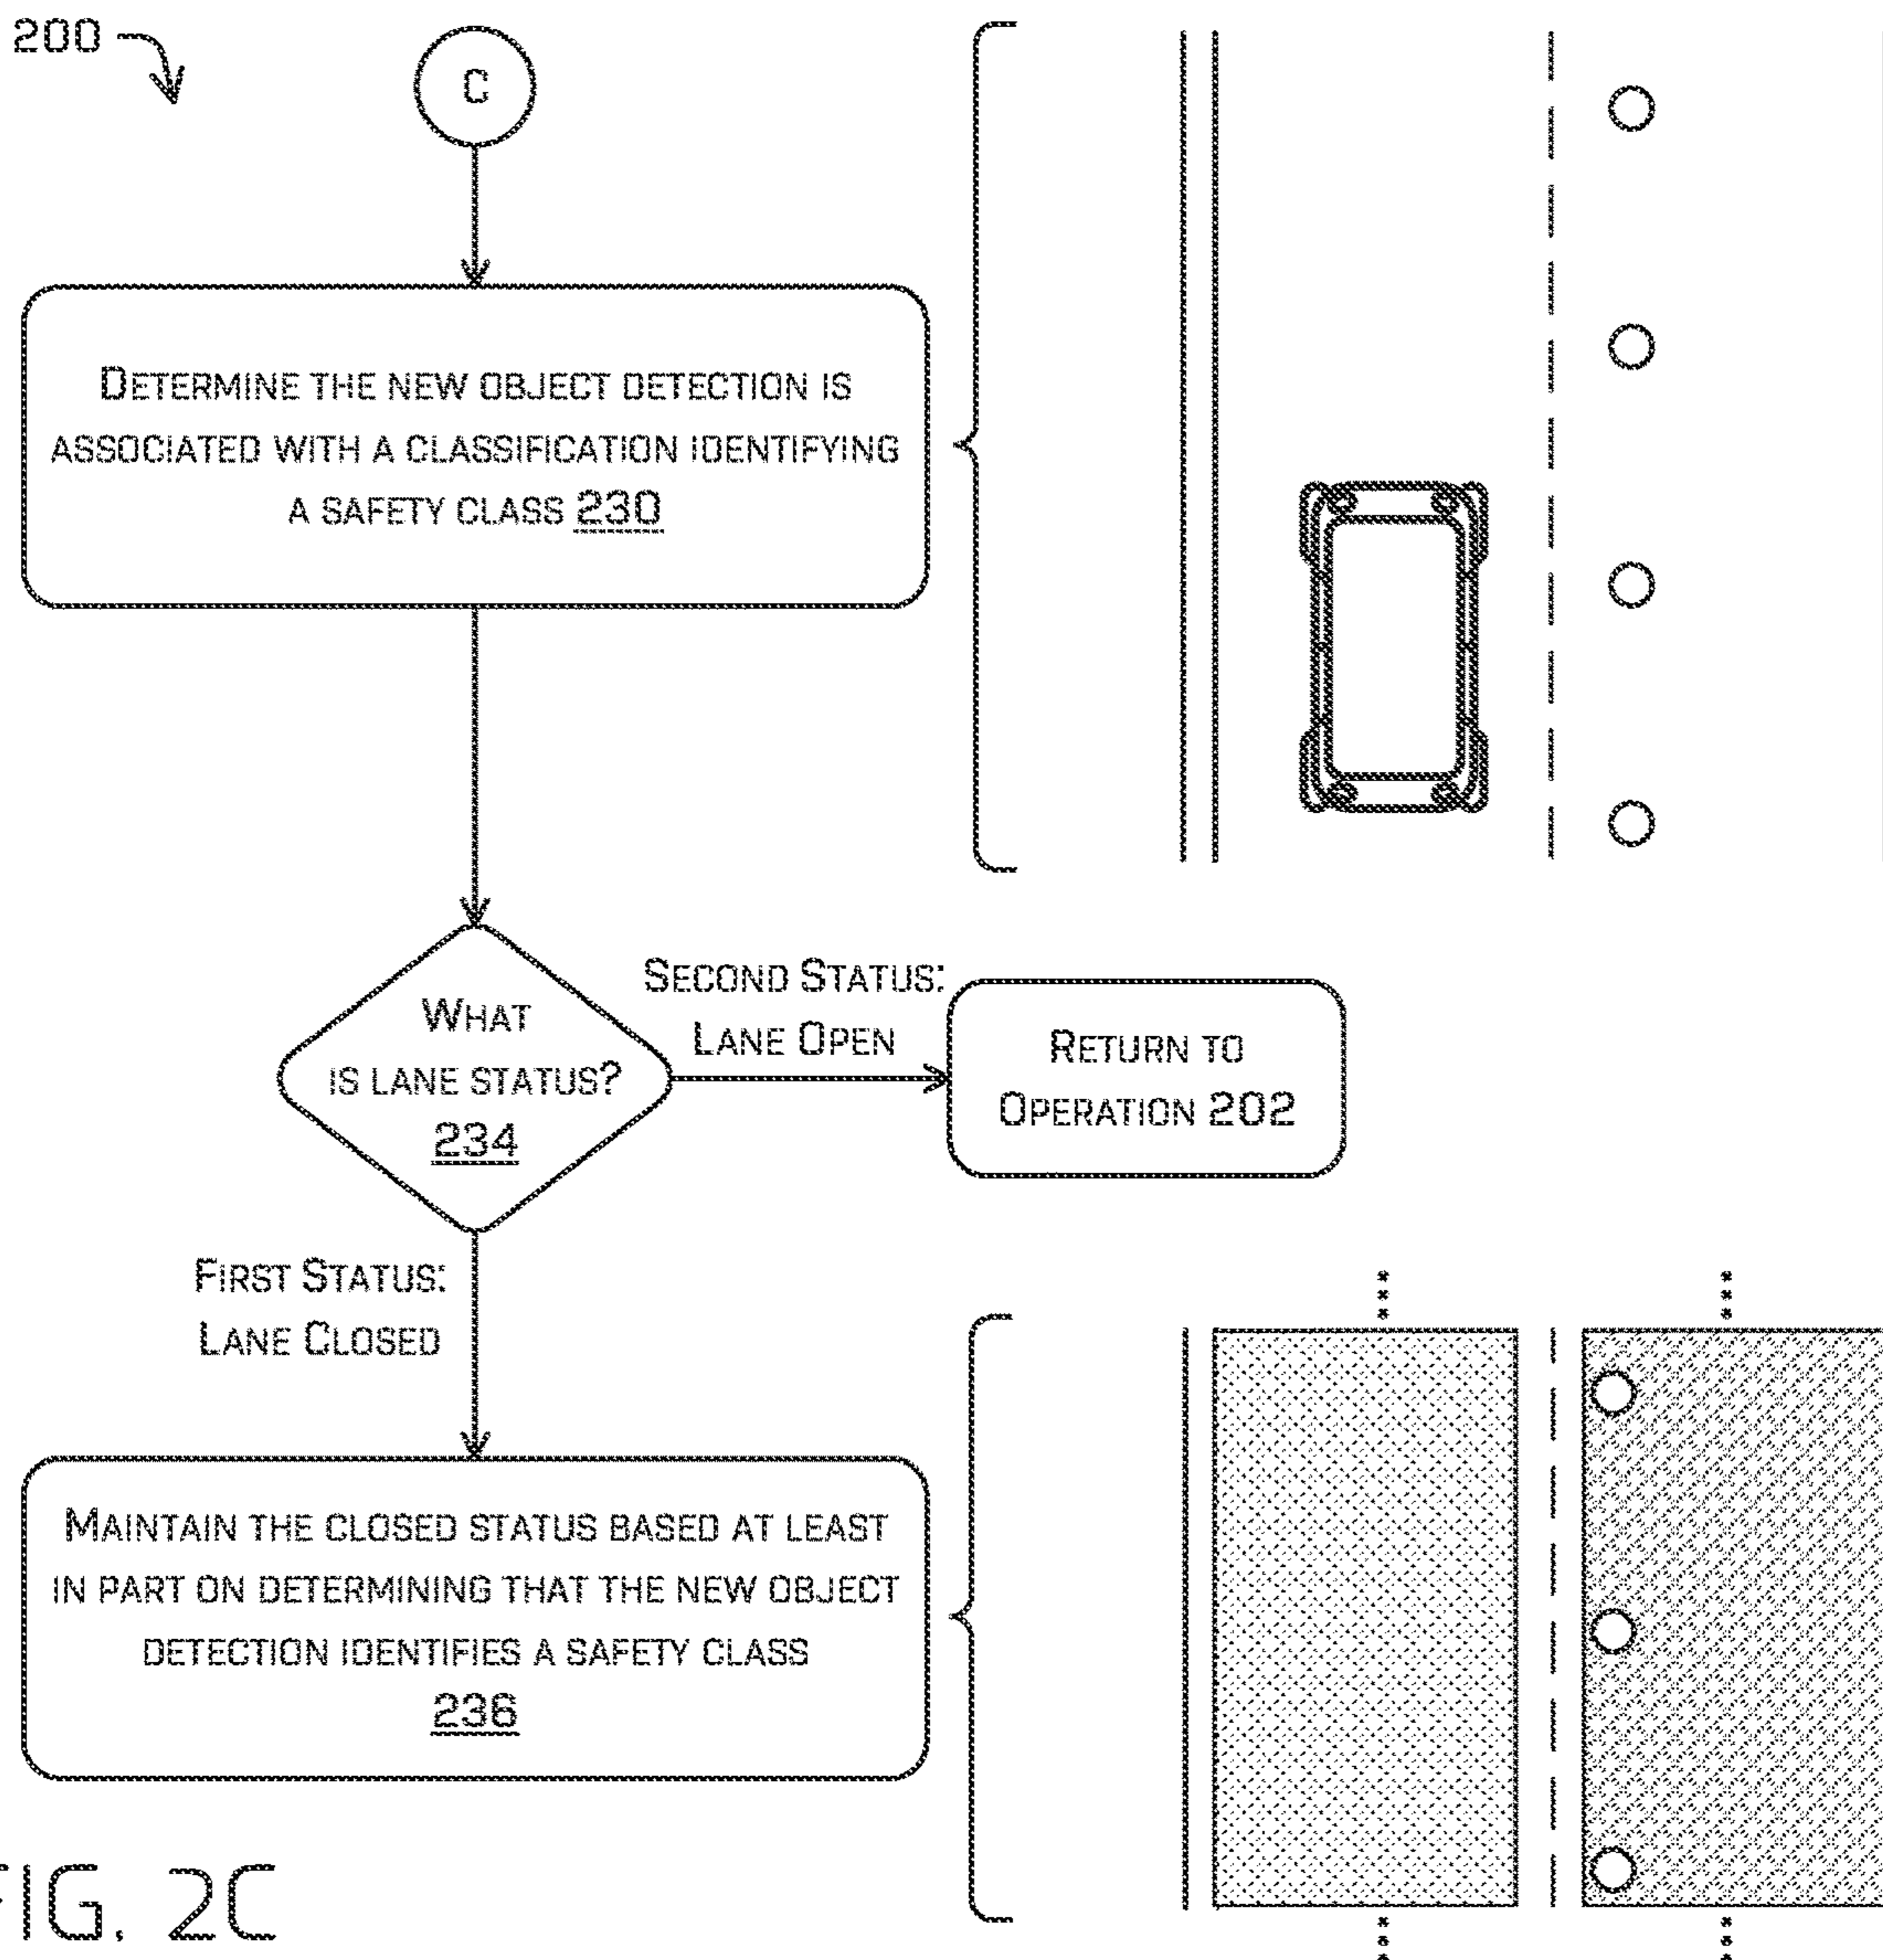 200
C
DETERMINE THE NEW OBJECT DETECTION IS
ASSOCIATED WITH A CLASSIFICATION IDENTIFYING
A SAFETY CLASS 230
WHAT
IS LANE STATUS?
234
SECOND STATUS:
LANE OPEN
RETURN TO
OPERATION 202
FIRST STATUS:
LANE CLOSED
MAINTAIN THE CLOSED STATUS BASED AT LEAST
IN PART ON DETERMINING THAT THE NEW OBJECT
DETECTION IDENTIFIES A SAFETY CLASS
236
FIG. 2C